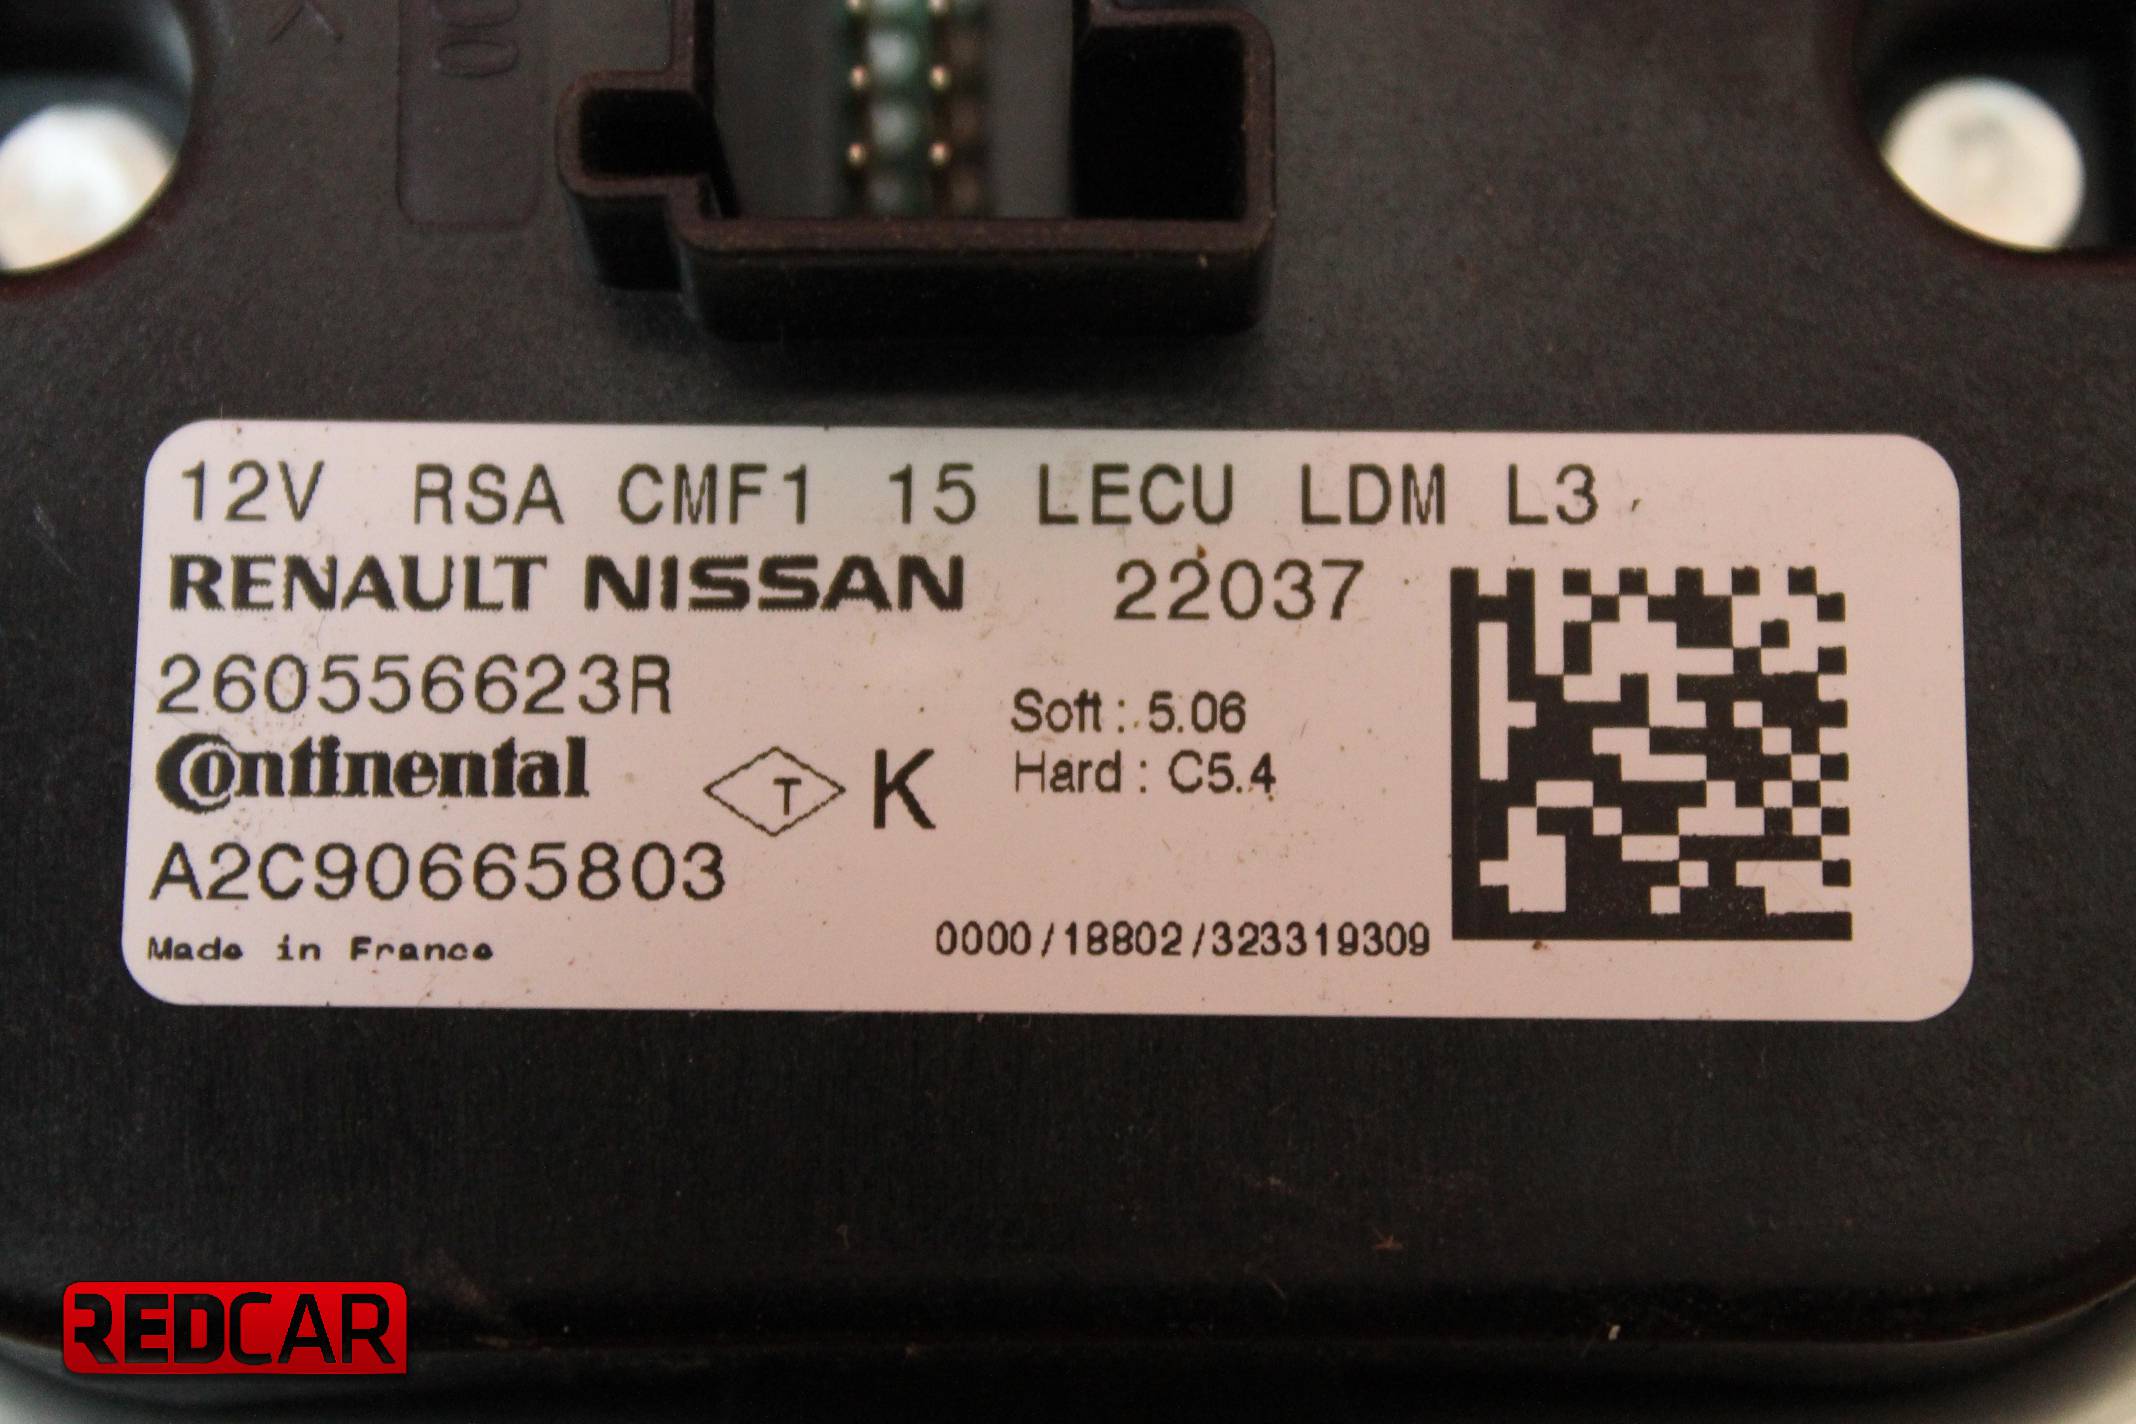 12V RSA CMF1 15 LECU LDM L3
RENAULT NISSAN 22037
260556623R
Soft : 5.06
Continental T K Hard : C5.4
A2C90665803
Made in France 0000/18802/323319309
REDCAR